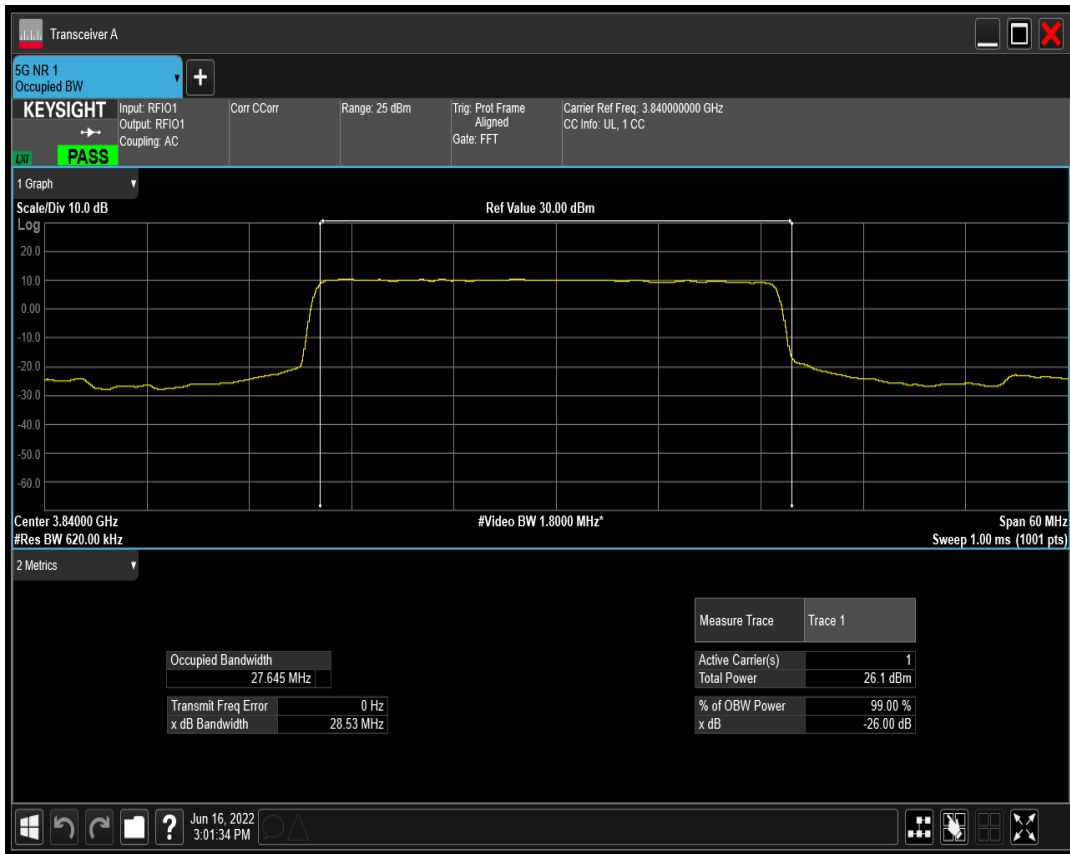 Transceiver A
5G NR 1
Occupied BW
+
KEYSIGHT
LXI
PASS
Input: RFIO1
Output: RFIO1
Coupling: AC
Corr CCorr
Range: 25 dBm
Trig: Prot Frame
Aligned
Gate: FFT
Carrier Ref Freq: 3.840000000 GHz
CC Info: UL, 1 CC
1 Graph
Scale/Div 10.0 dB
Ref Value 30.00 dBm
Log
20.0
10.0
0.00
-10.0
-20.0
-30.0
-40.0
-50.0
-60.0
Center 3.84000 GHz
#Video BW 1.8000 MHz*
Span 60 MHz
#Res BW 620.00 kHz
Sweep 1.00 ms (1001 pts)
2 Metrics
Measure Trace Trace 1
Occupied Bandwidth
27.645 MHz
Active Carrier(s) 1
Total Power 26.1 dBm
Transmit Freq Error 0 Hz
x dB Bandwidth 28.53 MHz
% of OBW Power 99.00 %
x dB -26.00 dB
?
Jun 16, 2022
3:01:34 PM